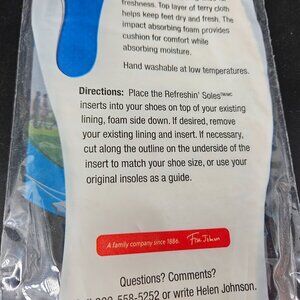 freshness. Top layer of terry cloth
helps keep feet dry and fresh. The
impact absorbing foam provides
cushion for comfort while
absorbing moisture.
Hand washable at low temperatures.
Directions: Place the Refreshin' Soles
inserts into your shoes on top of your existing
lining, foam side down. If desired, remove
your existing lining and insert. If necessary,
cut along the outline on the underside of the
insert to match your shoe size, or use your
original insoles as a guide.
A family company since 1886.
Questions? Comments?
-558-5252 or write Helen Johnson.